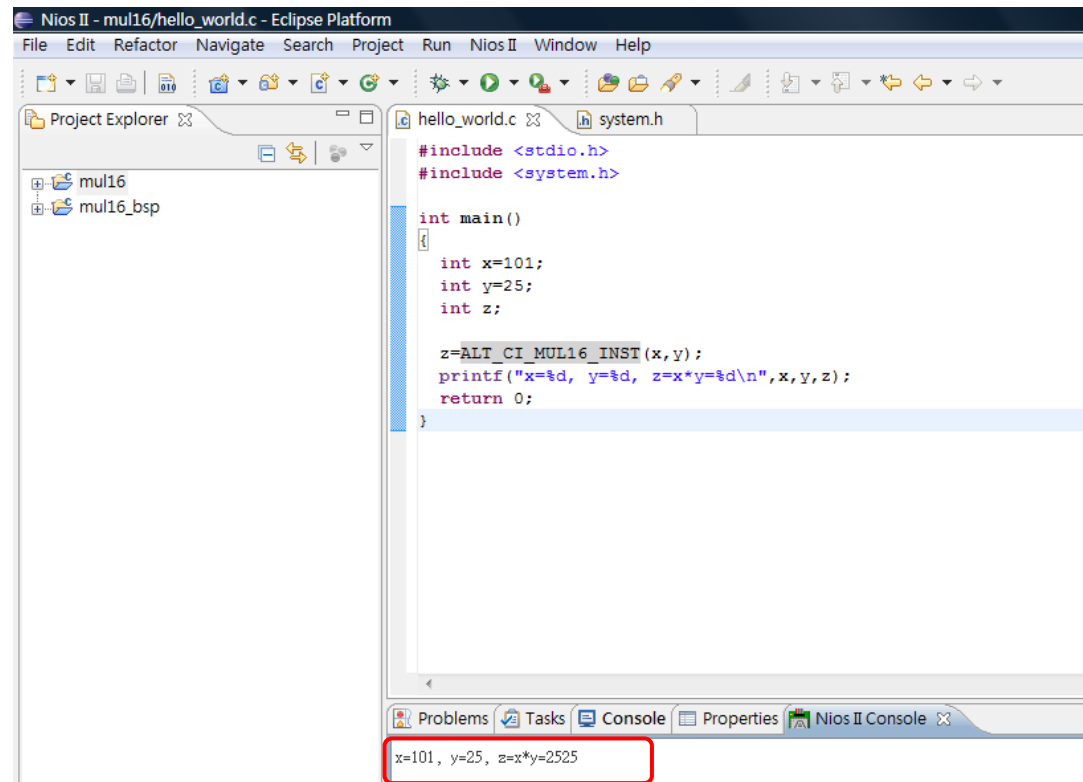 Nios II - mul16/hello_world.c - Eclipse Platform
File Edit Refactor Navigate Search Project Run Nios II Window Help
010
Project Explorer
mul16
mul16_bsp
hello_world.c system.h
#include <stdio.h>
#include <system.h>
int main()
{
int x=101;
int y=25;
int z;
z=ALT_CI_MUL16_INST(x,y);
printf("x=%d, y=%d, z=x*y=%d\n",x,y,z);
return 0;
}
Problems Tasks Console Properties Nios II Console
x=101, y=25, z=x*y=2525